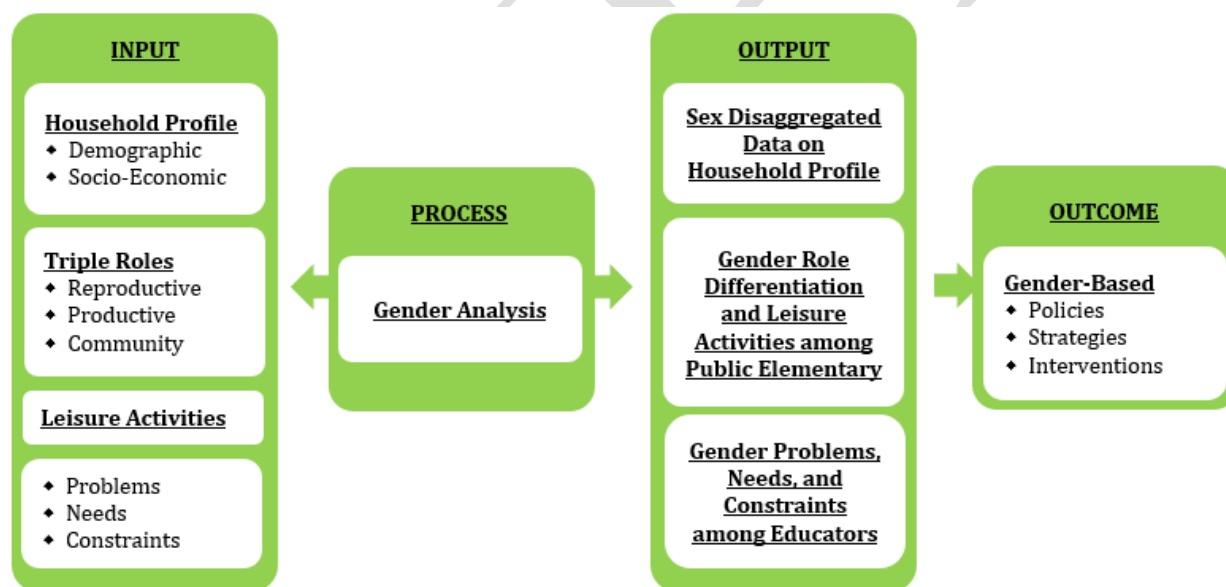 INPUT
Household Profile
◆ Demographic
◆ Socio-Economic
Triple Roles
◆ Reproductive
◆ Productive
◆ Community
Leisure Activities
◆ Problems
◆ Needs
◆ Constraints
PROCESS
Gender Analysis
OUTPUT
Sex Disaggregated
Data on
Household Profile
Gender Role
Differentiation
and Leisure
Activities among
Public Elementary
Gender Problems,
Needs, and
Constraints
among Educators
OUTCOME
Gender-Based
◆ Policies
◆ Strategies
◆ Interventions